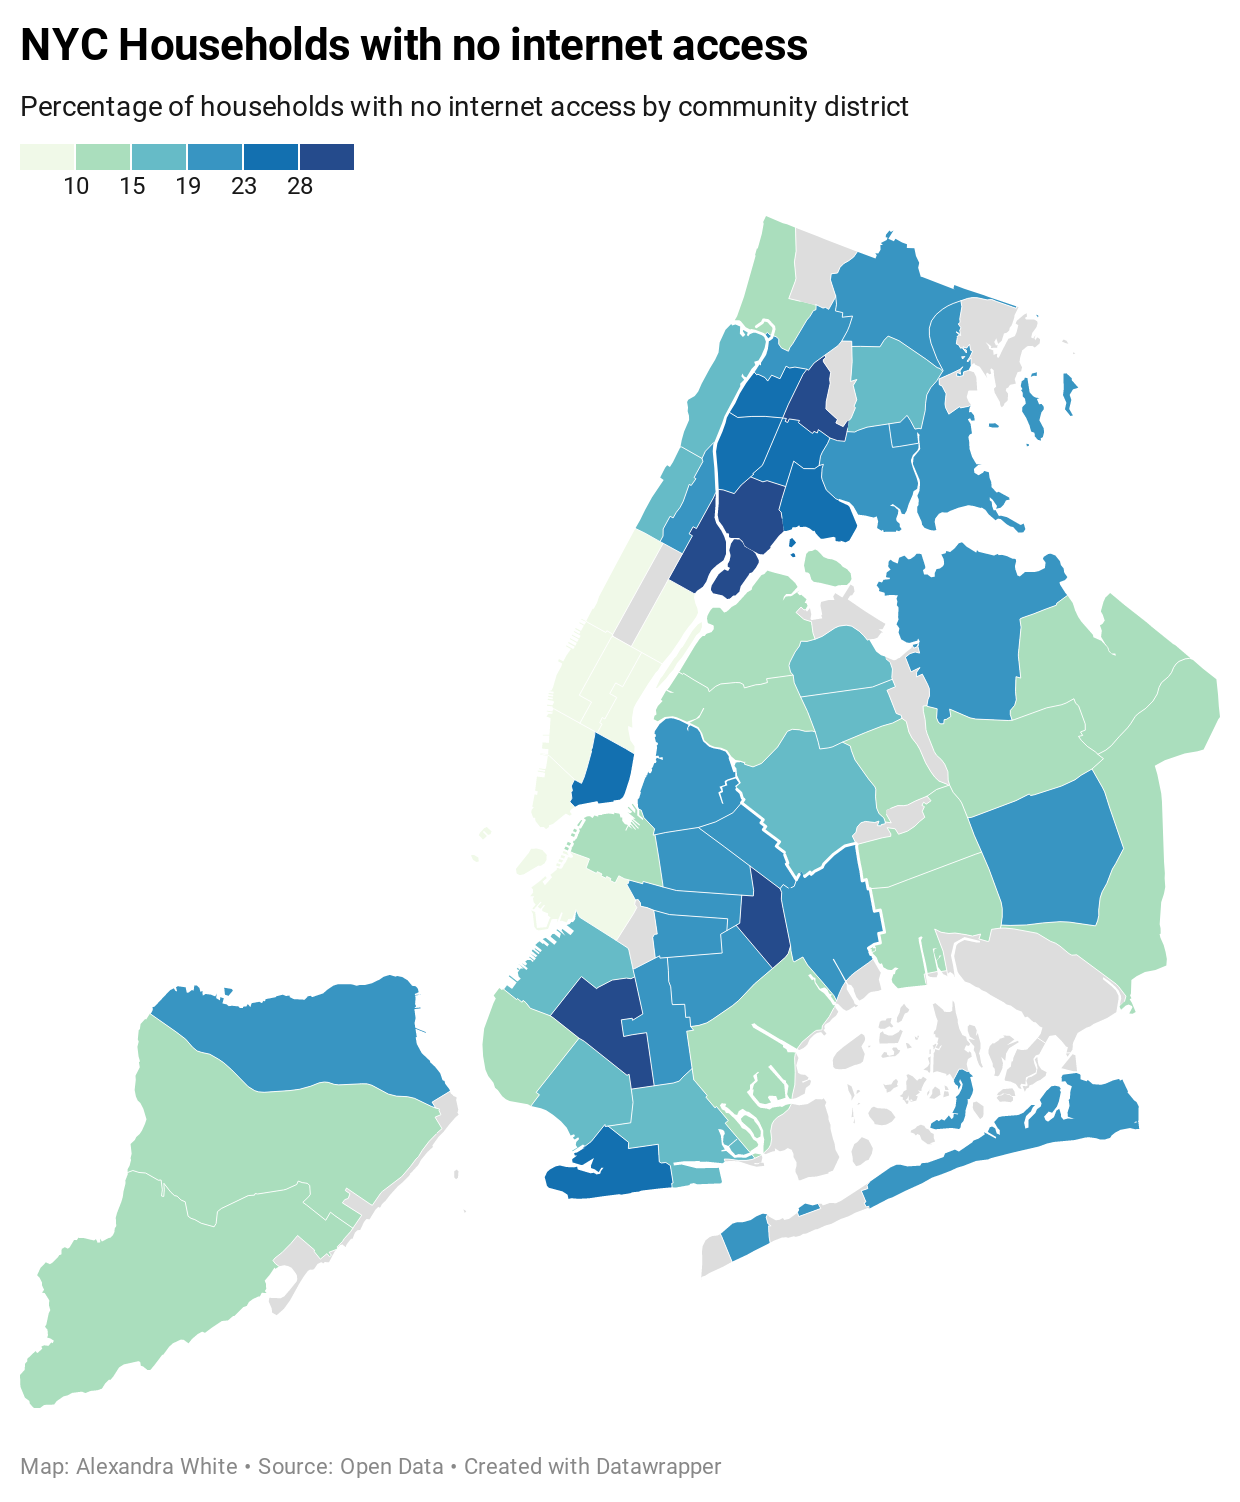 NYC Households with no internet access
Percentage of households with no internet access by community district
10 15 19 23 28
Map: Alexandra White • Source: Open Data • Created with Datawrapper